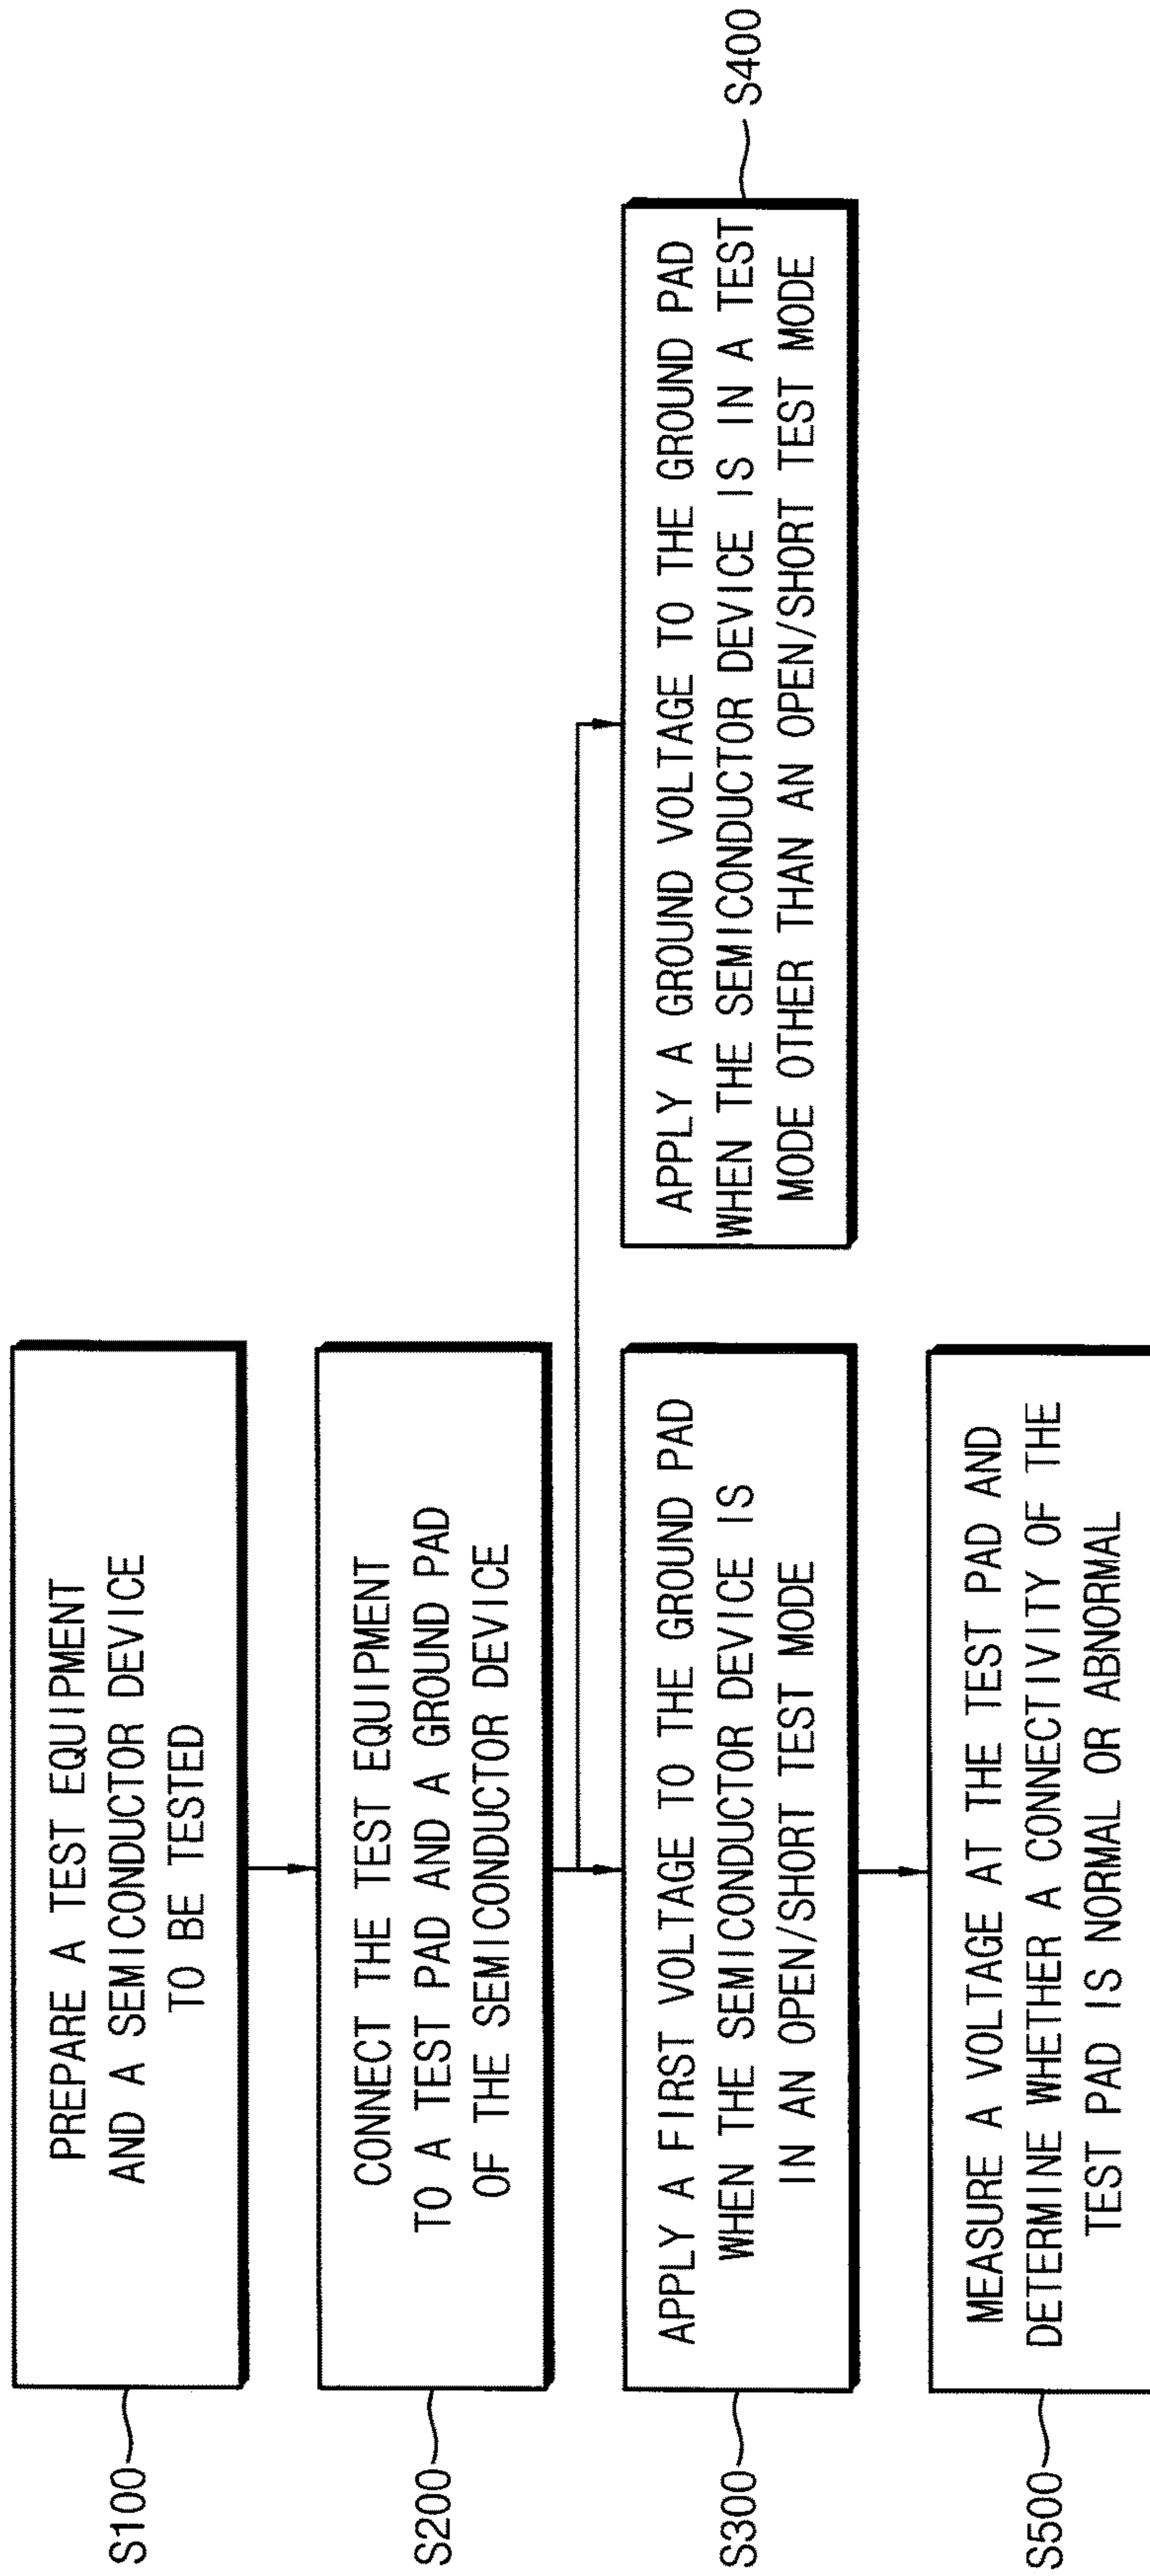 S100
PREPARE A TEST EQUIPMENT
AND A SEMICONDUCTOR DEVICE
TO BE TESTED
S200
CONNECT THE TEST EQUIPMENT
TO A TEST PAD AND A GROUND PAD
OF THE SEMICONDUCTOR DEVICE
S300
APPLY A FIRST VOLTAGE TO THE GROUND PAD
WHEN THE SEMICONDUCTOR DEVICE IS
IN AN OPEN/SHORT TEST MODE
APPLY A GROUND VOLTAGE TO THE GROUND PAD
WHEN THE SEMICONDUCTOR DEVICE IS IN A TEST
MODE OTHER THAN AN OPEN/SHORT TEST MODE
S400
S500
MEASURE A VOLTAGE AT THE TEST PAD AND
DETERMINE WHETHER A CONNECTIVITY OF THE
TEST PAD IS NORMAL OR ABNORMAL